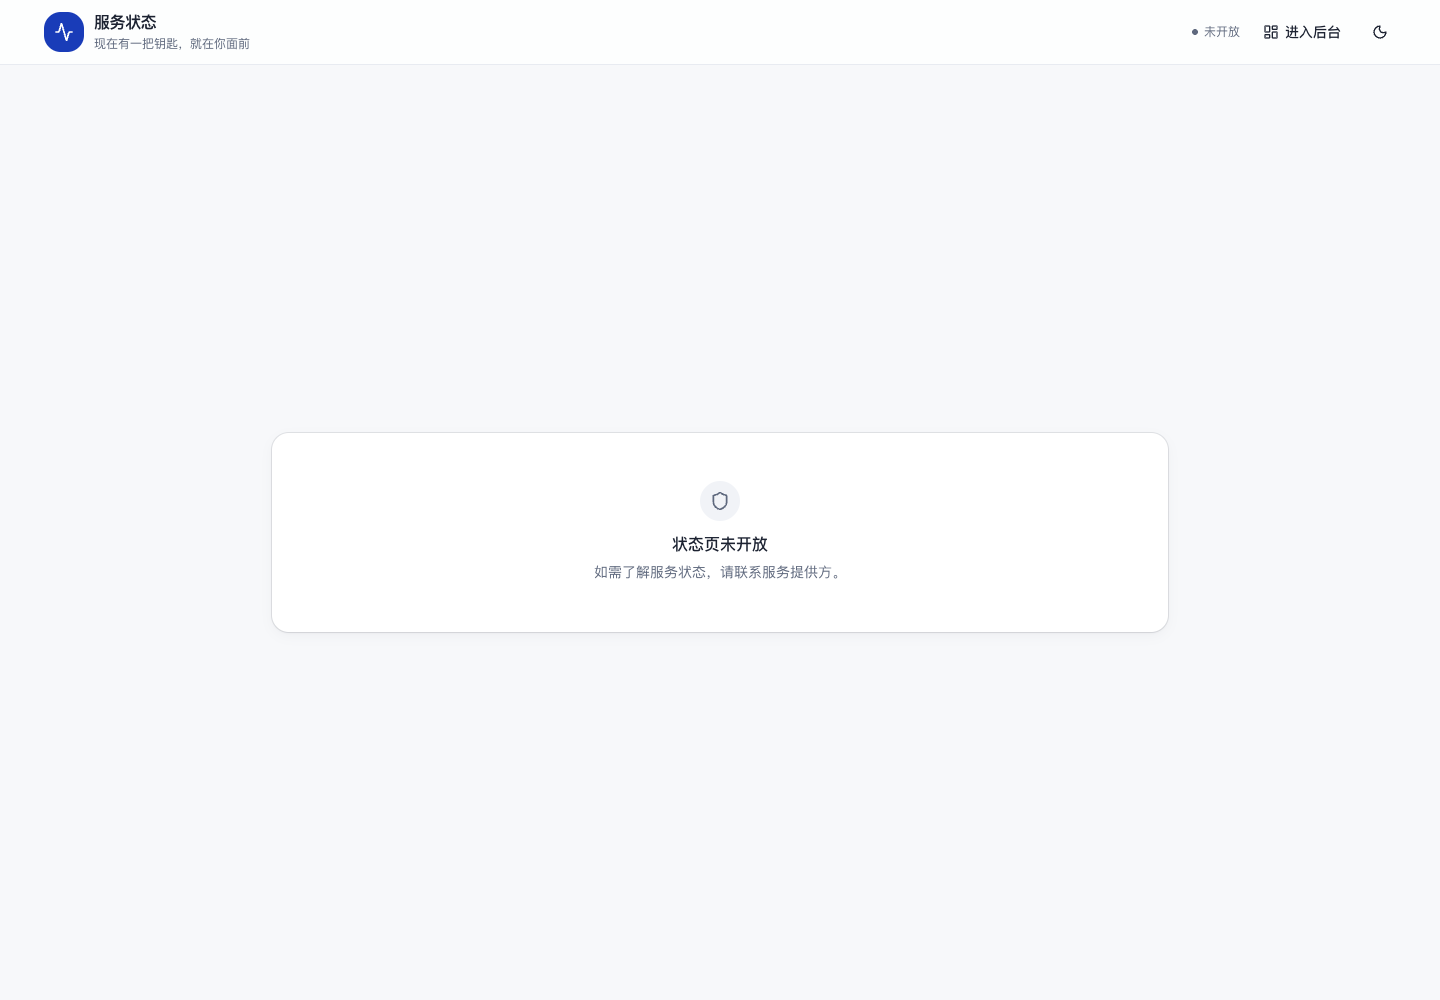 服务状态
现在有一把钥匙，就在你面前
未开放
进入后台
状态页未开放
如需了解服务状态，请联系服务提供方。